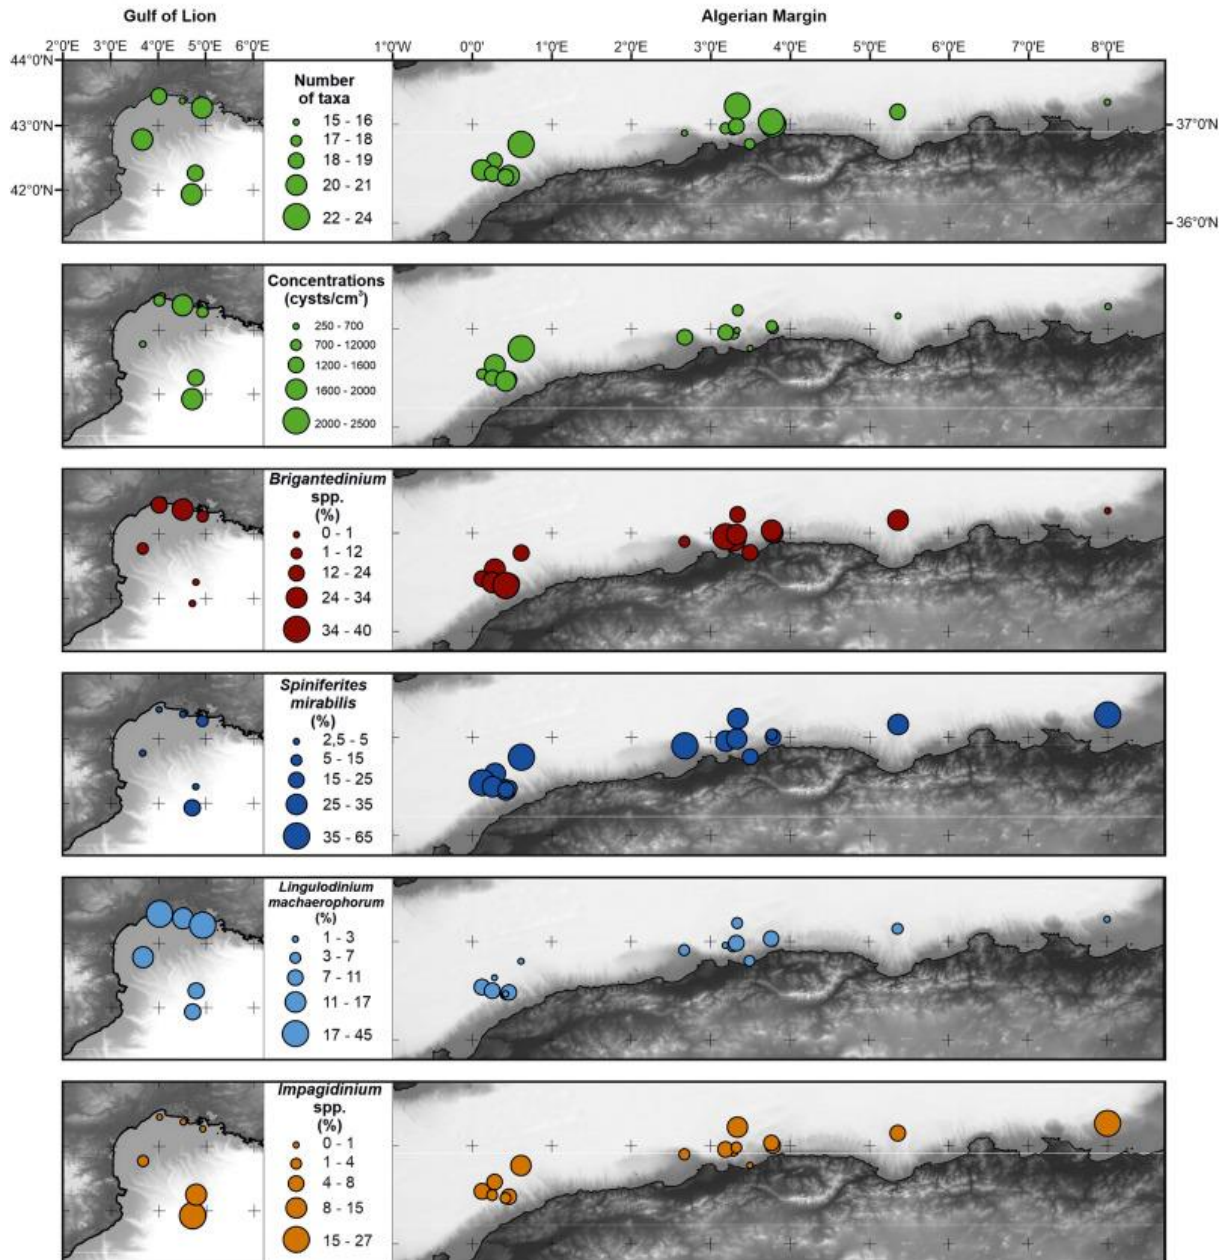 Gulf of Lion
Algerian Margin
2°0'E 3°0'E 4°0'E 5°0'E 6°0'E
1°0'W 0°0' 1°0'E 2°0'E 3°0'E 4°0'E 5°0'E 6°0'E 7°0'E 8°0'E
44°0'N
43°0'N
42°0'N
37°0'N
36°0'N
Number
of taxa
15 - 16
17 - 18
18 - 19
20 - 21
22 - 24
Concentrations
(cysts/cm³)
250 - 700
700 - 12000
1200 - 1600
1600 - 2000
2000 - 2500
Brigantedinium
spp.
(%)
0 - 1
1 - 12
12 - 24
24 - 34
34 - 40
Spiniferites
mirabilis
(%)
2,5 - 5
5 - 15
15 - 25
25 - 35
35 - 65
Lingulodinium
machaerophorum
(%)
1 - 3
3 - 7
7 - 11
11 - 17
17 - 45
Impagidinium
spp.
(%)
0 - 1
1 - 4
4 - 8
8 - 15
15 - 27